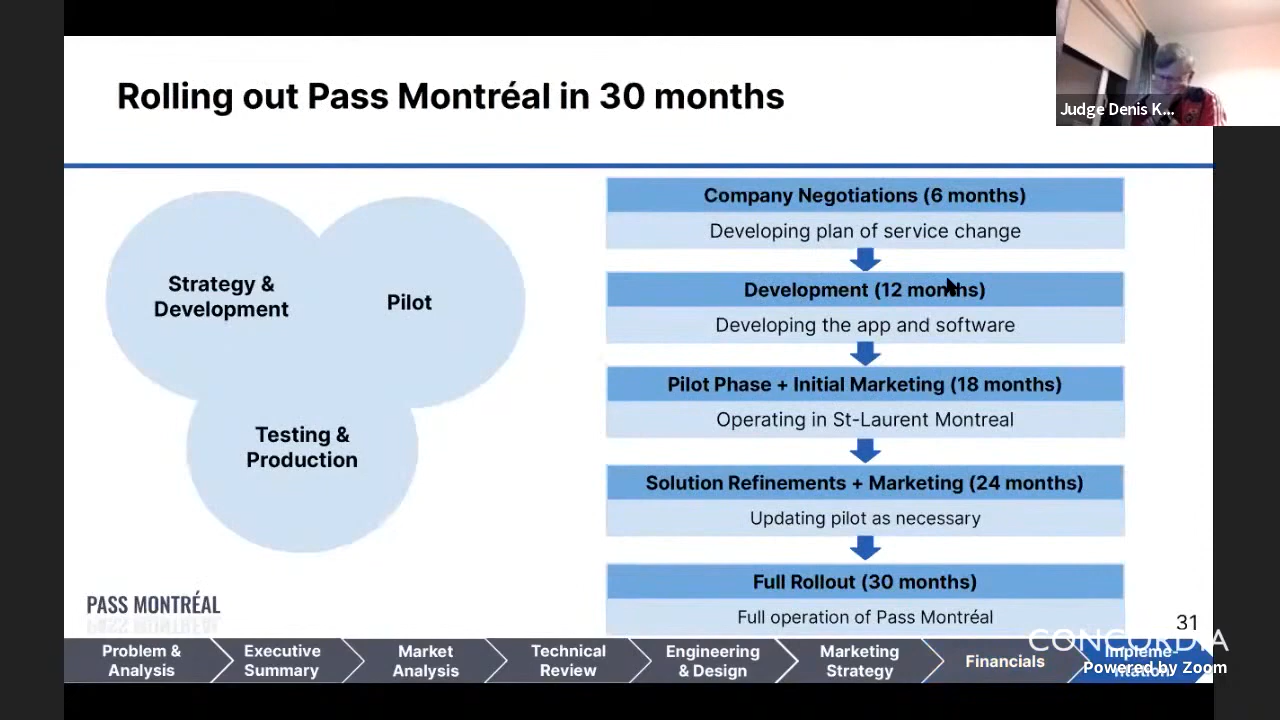 Rolling out Pass Montréal in 30 months
Judge Denis K...
Strategy &
Development
Pilot
Testing &
Production
Company Negotiations (6 months)
Developing plan of service change
Development (12 months)
Developing the app and software
Pilot Phase + Initial Marketing (18 months)
Operating in St-Laurent Montreal
Solution Refinements + Marketing (24 months)
Updating pilot as necessary
Full Rollout (30 months)
Full operation of Pass Montréal
PASS MONTRÉAL
31
CONCORDIA
Powered by Zoom
Problem &
Analysis
Executive
Summary
Market
Analysis
Technical
Review
Engineering
& Design
Marketing
Strategy
Financials
Impleme-
ntation